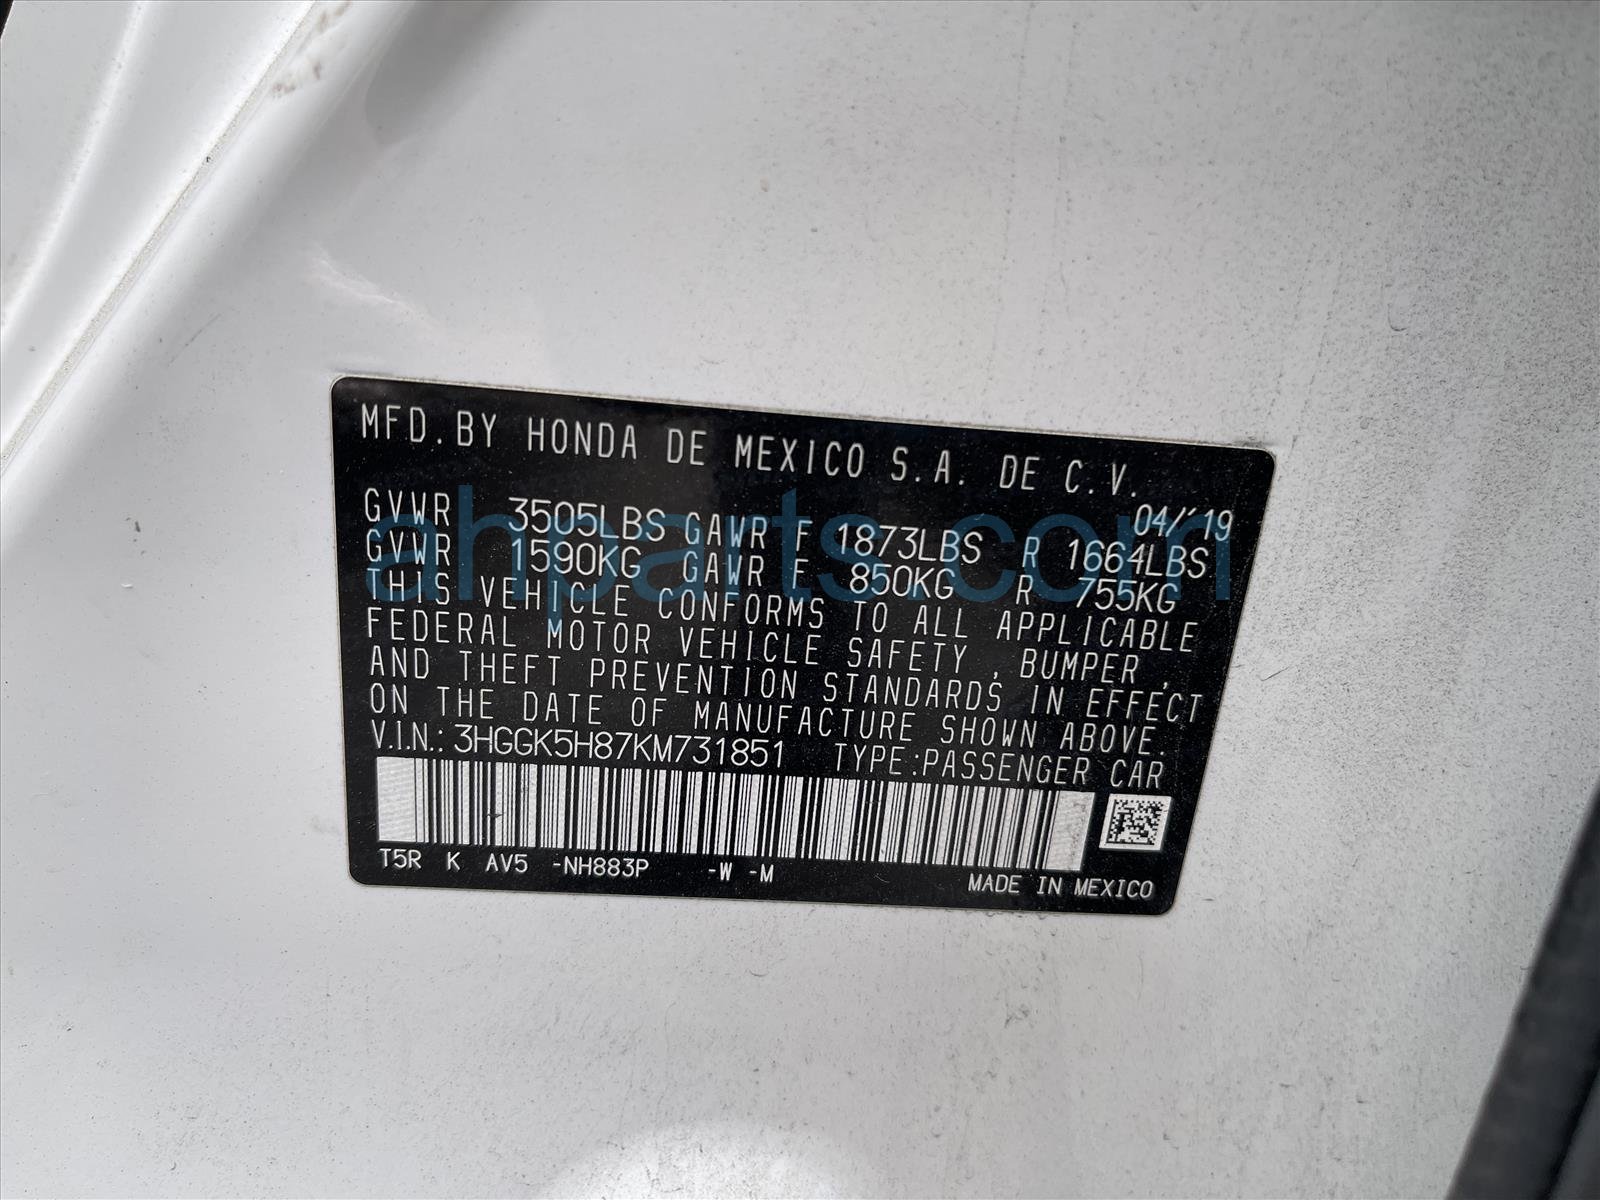 MFD.BY HONDA DE MEXICO S.A. DE C.V.
04/'19
GVWR 3505LBS GAWR F 1873LBS R 1664LBS
GVWR 1590KG GAWR F 850KG R 755KG
THIS VEHICLE CONFORMS TO ALL APPLICABLE
FEDERAL MOTOR VEHICLE SAFETY, BUMPER,
AND THEFT PREVENTION STANDARDS IN EFFECT
ON THE DATE OF MANUFACTURE SHOWN ABOVE.
V.I.N.: 3HGGK5H87KM731851 TYPE:PASSENGER CAR
T5R K AV5 -NH883P -W -M
MADE IN MEXICO
ahparts.com